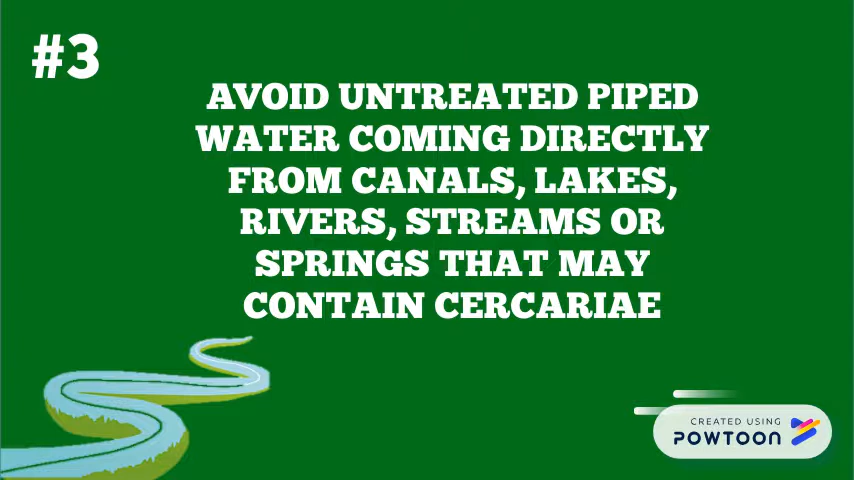 #3
AVOID UNTREATED PIPED
WATER COMING DIRECTLY
FROM CANALS, LAKES,
RIVERS, STREAMS OR
SPRINGS THAT MAY
CONTAIN CERCARIAE
CREATED USING
POWTOON